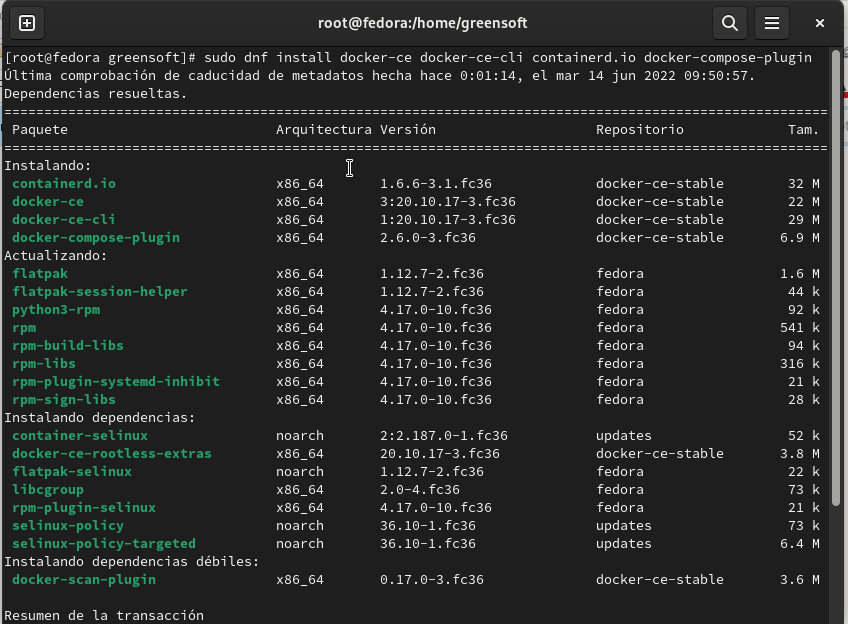 root@fedora:/home/greensoft
[root@fedora greensoft]# sudo dnf install docker-ce docker-ce-cli containerd.io docker-compose-plugin
Última comprobación de caducidad de metadatos hecha hace 0:01:14, el mar 14 jun 2022 09:50:57.
Dependencias resueltas.
================================================================================
Paquete Arquitectura Versión Repositorio Tam.
================================================================================
Instalando:
containerd.io x86_64 1.6.6-3.1.fc36 docker-ce-stable 32 M
docker-ce x86_64 3:20.10.17-3.fc36 docker-ce-stable 22 M
docker-ce-cli x86_64 1:20.10.17-3.fc36 docker-ce-stable 29 M
docker-compose-plugin x86_64 2.6.0-3.fc36 docker-ce-stable 6.9 M
Actualizando:
flatpak x86_64 1.12.7-2.fc36 fedora 1.6 M
flatpak-session-helper x86_64 1.12.7-2.fc36 fedora 44 k
python3-rpm x86_64 4.17.0-10.fc36 fedora 92 k
rpm x86_64 4.17.0-10.fc36 fedora 541 k
rpm-build-libs x86_64 4.17.0-10.fc36 fedora 94 k
rpm-libs x86_64 4.17.0-10.fc36 fedora 316 k
rpm-plugin-systemd-inhibit x86_64 4.17.0-10.fc36 fedora 21 k
rpm-sign-libs x86_64 4.17.0-10.fc36 fedora 28 k
Instalando dependencias:
container-selinux noarch 2:2.187.0-1.fc36 updates 52 k
docker-ce-rootless-extras x86_64 20.10.17-3.fc36 docker-ce-stable 3.8 M
flatpak-selinux noarch 1.12.7-2.fc36 fedora 22 k
libcgroup x86_64 2.0-4.fc36 fedora 73 k
rpm-plugin-selinux x86_64 4.17.0-10.fc36 fedora 21 k
selinux-policy noarch 36.10-1.fc36 updates 73 k
selinux-policy-targeted noarch 36.10-1.fc36 updates 6.4 M
Instalando dependencias débiles:
docker-scan-plugin x86_64 0.17.0-3.fc36 docker-ce-stable 3.6 M
Resumen de la transacción